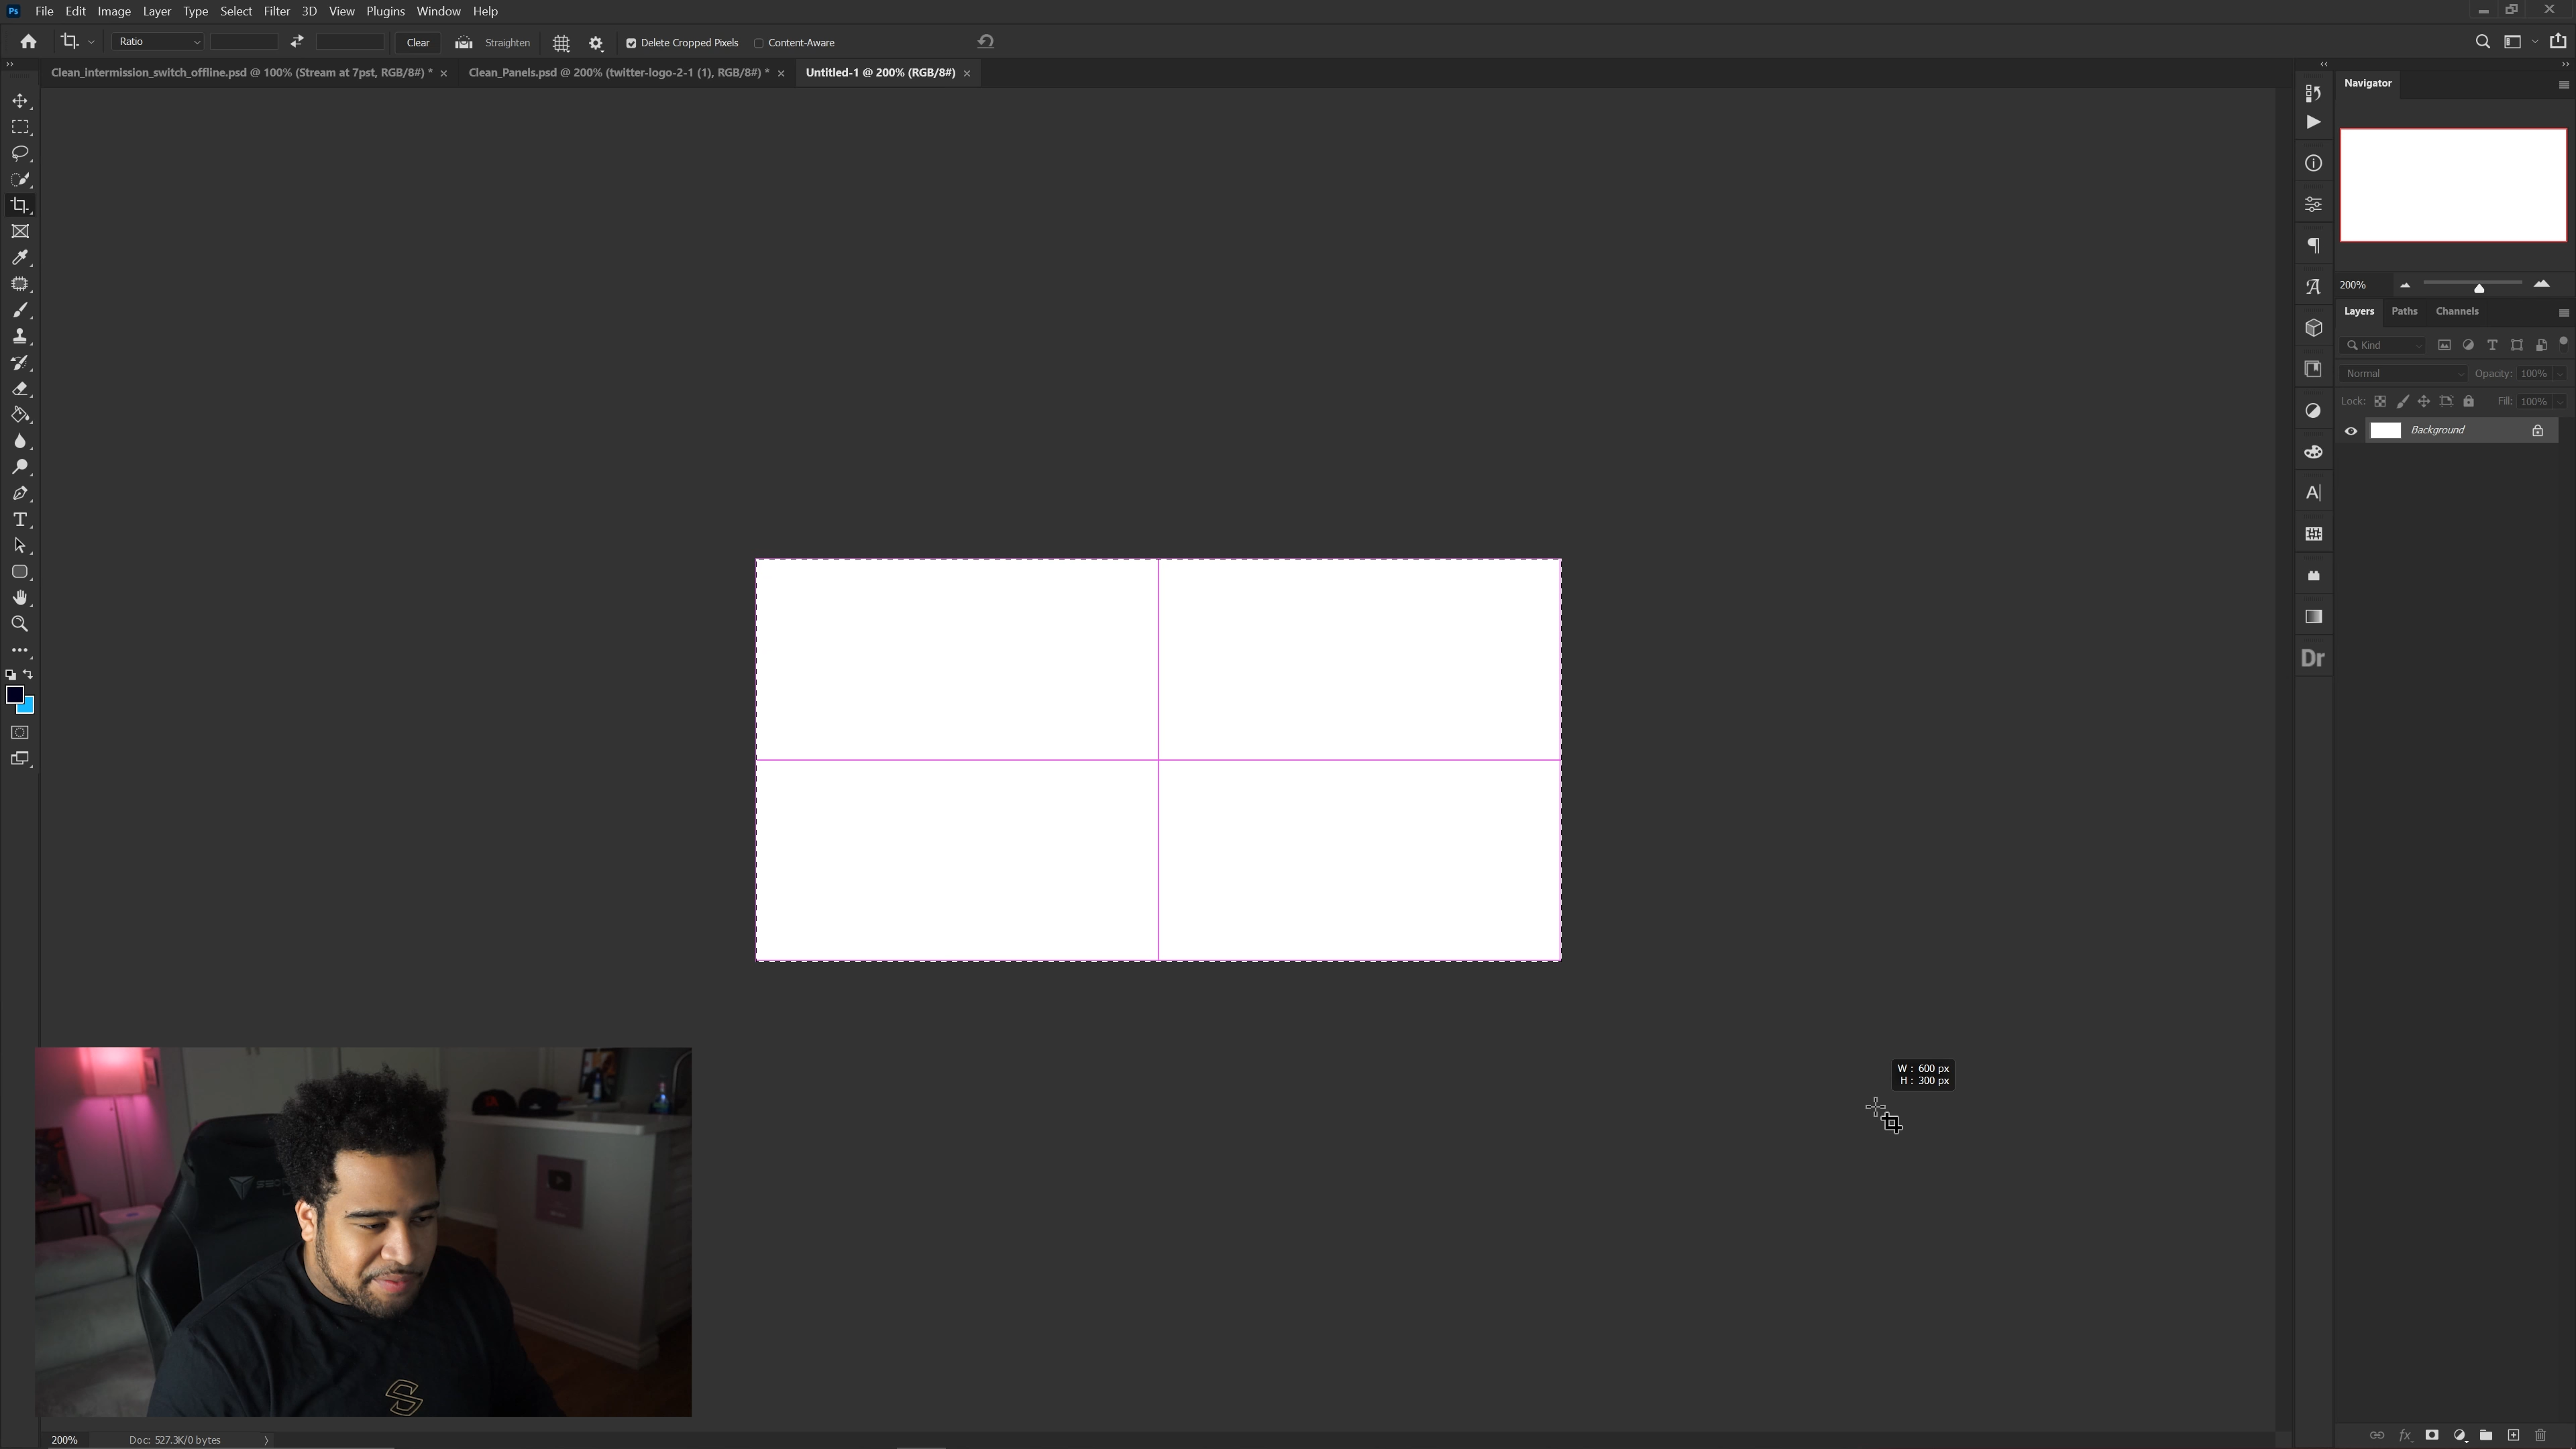 Ps File Edit Image Layer Type Select Filter 3D View Plugins Window Help
Ratio Clear Straighten Delete Cropped Pixels Content-Aware
Clean_intermission_switch_offline.psd @ 100% (Stream at 7pst, RGB/8#) * Clean_Panels.psd @ 200% (twitter-logo-2-1 (1), RGB/8#) * Untitled-1 @ 200% (RGB/8#)
Navigator
200%
Layers Paths Channels
Kind
Normal Opacity: 100%
Lock: Fill: 100%
Background
Dr
W : 600 px
H : 300 px
200% Doc: 527.3K/0 bytes